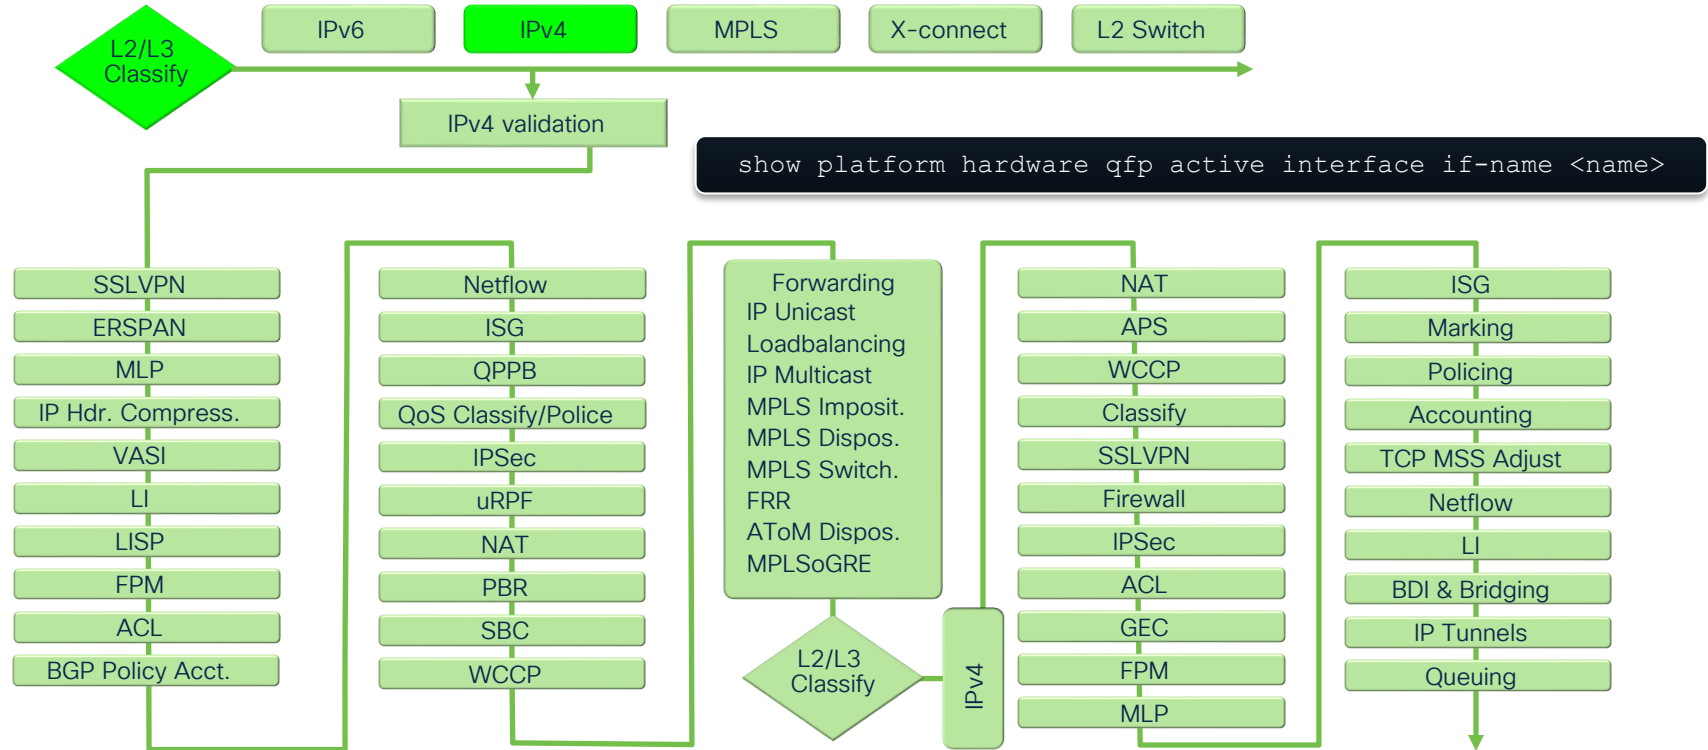 L2/L3
Classify
IPv6
IPv4
MPLS
X-connect
L2 Switch
IPv4 validation
show platform hardware qfp active interface if-name <name>
SSLVPN
ERSPAN
MLP
IP Hdr. Compress.
VASI
LI
LISP
FPM
ACL
BGP Policy Acct.
Netflow
ISG
QPPB
QoS Classify/Police
IPSec
uRPF
NAT
PBR
SBC
WCCP
Forwarding
IP Unicast
Loadbalancing
IP Multicast
MPLS Imposit.
MPLS Dispos.
MPLS Switch.
FRR
AToM Dispos.
MPLSoGRE
L2/L3
Classify
IPv4
NAT
APS
WCCP
Classify
SSLVPN
Firewall
IPSec
ACL
GEC
FPM
MLP
ISG
Marking
Policing
Accounting
TCP MSS Adjust
Netflow
LI
BDI & Bridging
IP Tunnels
Queuing